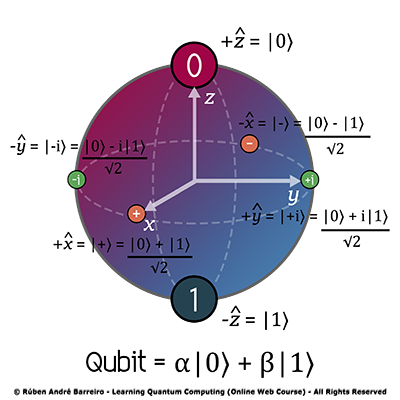 +ẑ = |0⟩
0
z
-x̂ = |-⟩ = |0⟩ - |1⟩
√2
-ŷ = |-i⟩ = |0⟩ - i|1⟩
√2
-
-i
+i
y
+
x
+ŷ = |+i⟩ = |0⟩ + i|1⟩
√2
+x̂ = |+⟩ = |0⟩ + |1⟩
√2
1
-ẑ = |1⟩
Qubit = α|0⟩ + β|1⟩
© Rúben André Barreiro - Learning Quantum Computing (Online Web Course) - All Rights Reserved